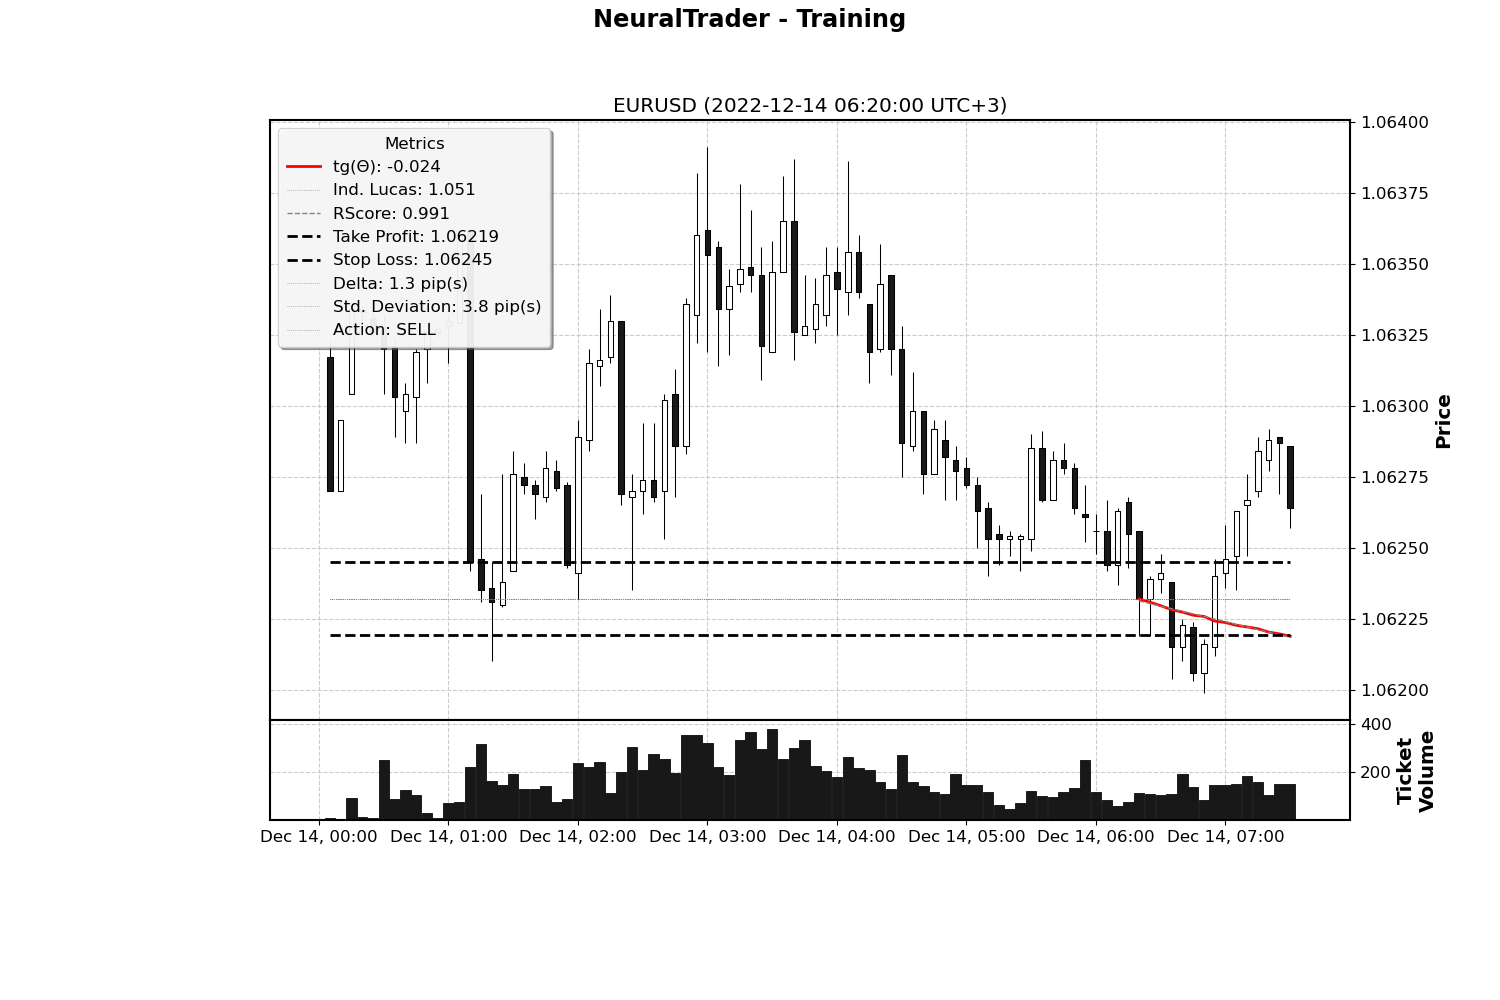 NeuralTrader - Training
EURUSD (2022-12-14 06:20:00 UTC+3)
Metrics
tg(Θ): -0.024
Ind. Lucas: 1.051
RScore: 0.991
Take Profit: 1.06219
Stop Loss: 1.06245
Delta: 1.3 pip(s)
Std. Deviation: 3.8 pip(s)
Action: SELL
1.06400
1.06375
1.06350
1.06325
1.06300
1.06275
1.06250
1.06225
1.06200
Price
400
200
Ticket
Volume
Dec 14, 00:00 Dec 14, 01:00 Dec 14, 02:00 Dec 14, 03:00 Dec 14, 04:00 Dec 14, 05:00 Dec 14, 06:00 Dec 14, 07:00